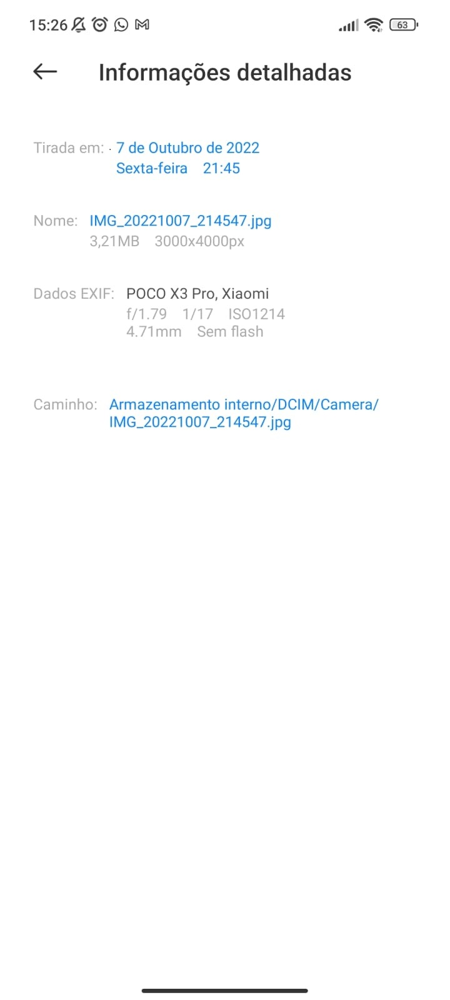 15:26 63
Informações detalhadas
Tirada em: · 7 de Outubro de 2022
Sexta-feira 21:45
Nome: IMG_20221007_214547.jpg
3,21MB 3000x4000px
Dados EXIF: POCO X3 Pro, Xiaomi
f/1.79 1/17 ISO1214
4.71mm Sem flash
Caminho: Armazenamento interno/DCIM/Camera/
IMG_20221007_214547.jpg